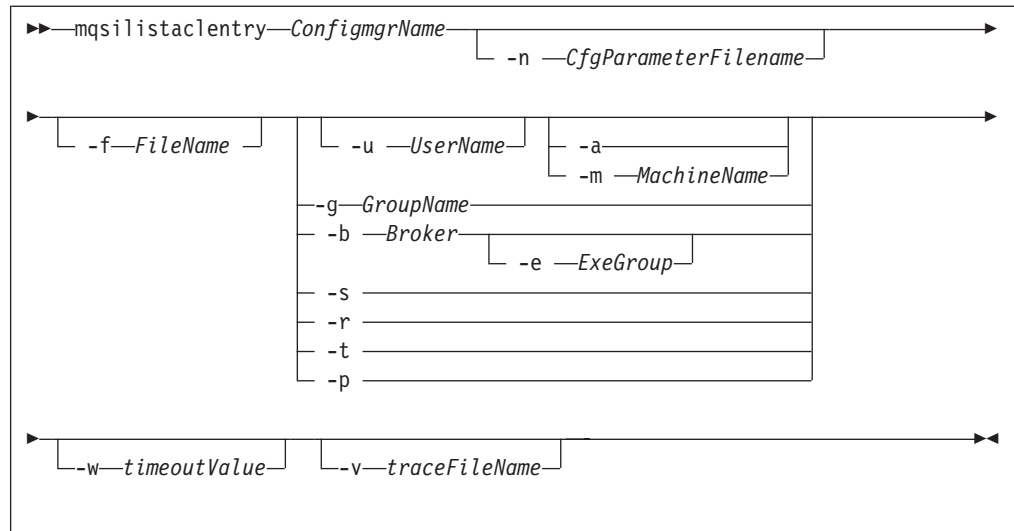 mqsilistaclentry ConfigmgrName
-n CfgParameterFilename
-f FileName -u UserName -a
-m MachineName
-g GroupName
-b Broker
-e ExeGroup
-s
-r
-t
-p
-w timeoutValue -v traceFileName